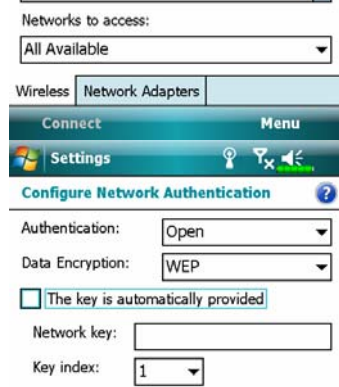 Networks to access:
All Available
Wireless Network Adapters
Connect Menu
Settings
Configure Network Authentication ?
Authentication: Open
Data Encryption: WEP
The key is automatically provided
Network key:
Key index: 1